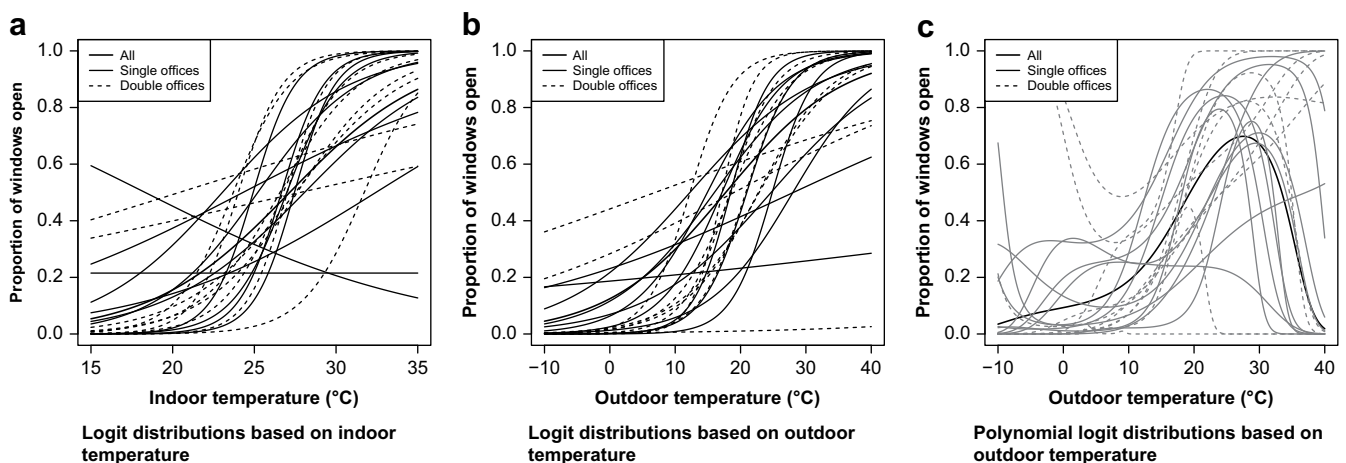 a
1.0
0.8
0.6
0.4
0.2
0.0
Proportion of windows open
All
Single offices
Double offices
15 20 25 30 35
Indoor temperature (°C)
Logit distributions based on indoor
temperature
b
1.0
0.8
0.6
0.4
0.2
0.0
Proportion of windows open
All
Single offices
Double offices
−10 0 10 20 30 40
Outdoor temperature (°C)
Logit distributions based on outdoor
temperature
c
1.0
0.8
0.6
0.4
0.2
0.0
Proportion of windows open
All
Single offices
Double offices
−10 0 10 20 30 40
Outdoor temperature (°C)
Polynomial logit distributions based on
outdoor temperature